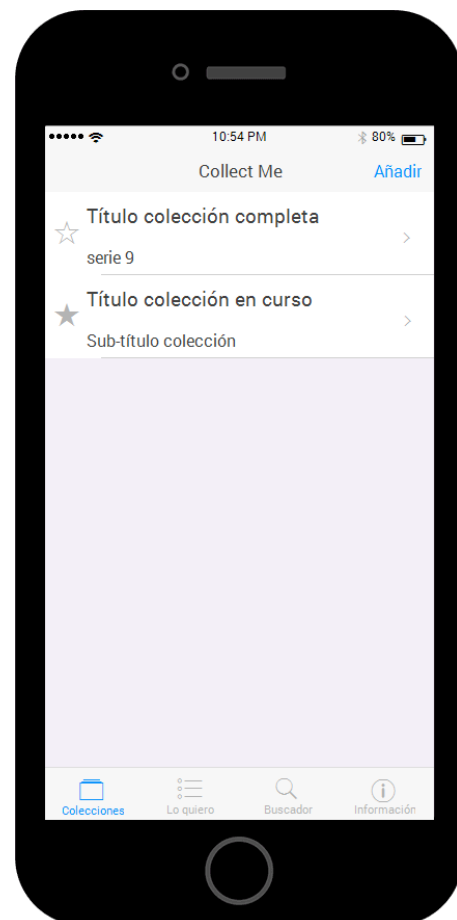 10:54 PM 80%
Collect Me Añadir
Título colección completa
serie 9
Título colección en curso
Sub-título colección
Colecciones Lo quiero Buscador Información